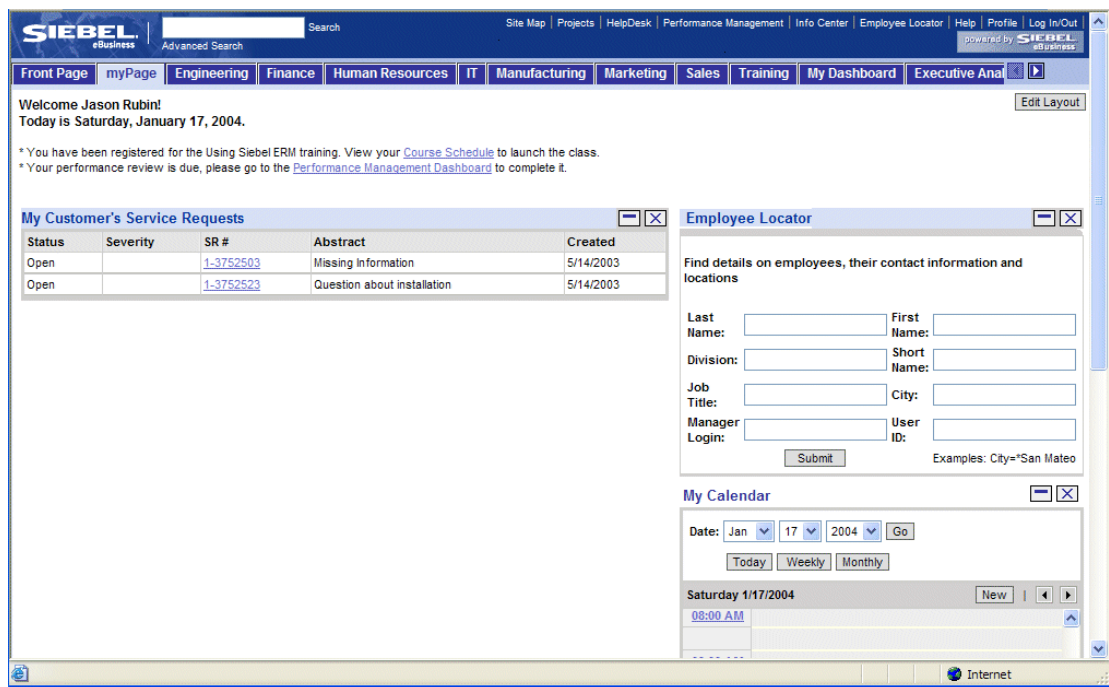 SIEBEL.
eBusiness
Search
Advanced Search
Site Map | Projects | HelpDesk | Performance Management | Info Center | Employee Locator | Help | Profile | Log In/Out
powered by SIEBEL
eBusiness
Front Page myPage Engineering Finance Human Resources IT Manufacturing Marketing Sales Training My Dashboard Executive Anal
Welcome Jason Rubin!
Today is Saturday, January 17, 2004.
Edit Layout
* You have been registered for the Using Siebel ERM training. View your Course Schedule to launch the class.
* Your performance review is due, please go to the Performance Management Dashboard to complete it.
My Customer's Service Requests
Status Severity SR # Abstract Created
Open 1-3752503 Missing Information 5/14/2003
Open 1-3752523 Question about installation 5/14/2003
Employee Locator
Find details on employees, their contact information and
locations
Last
Name:
First
Name:
Division:
Short
Name:
Job
Title:
City:
Manager
Login:
User
ID:
Submit
Examples: City=*San Mateo
My Calendar
Date: Jan 17 2004 Go
Today Weekly Monthly
Saturday 1/17/2004 New |
08:00 AM
Internet